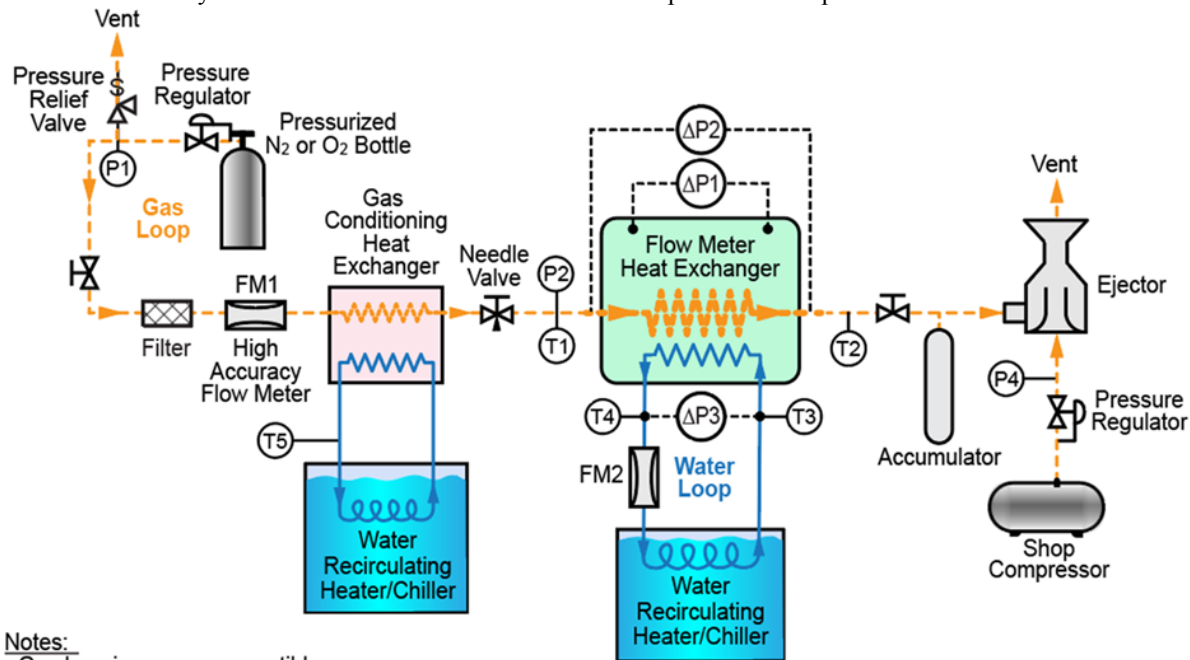 Vent
Pressure
Relief
Valve
S
Pressure
Regulator
Pressurized
N₂ or O₂ Bottle
P1
Gas
Loop
Filter
FM1
High
Accuracy
Flow Meter
Gas
Conditioning
Heat
Exchanger
T5
Water
Recirculating
Heater/Chiller
Needle
Valve
P2
T1
ΔP2
ΔP1
Flow Meter
Heat Exchanger
T4
ΔP3
T3
FM2
Water
Loop
Water
Recirculating
Heater/Chiller
T2
Accumulator
Vent
Ejector
P4
Pressure
Regulator
Shop
Compressor
Notes: